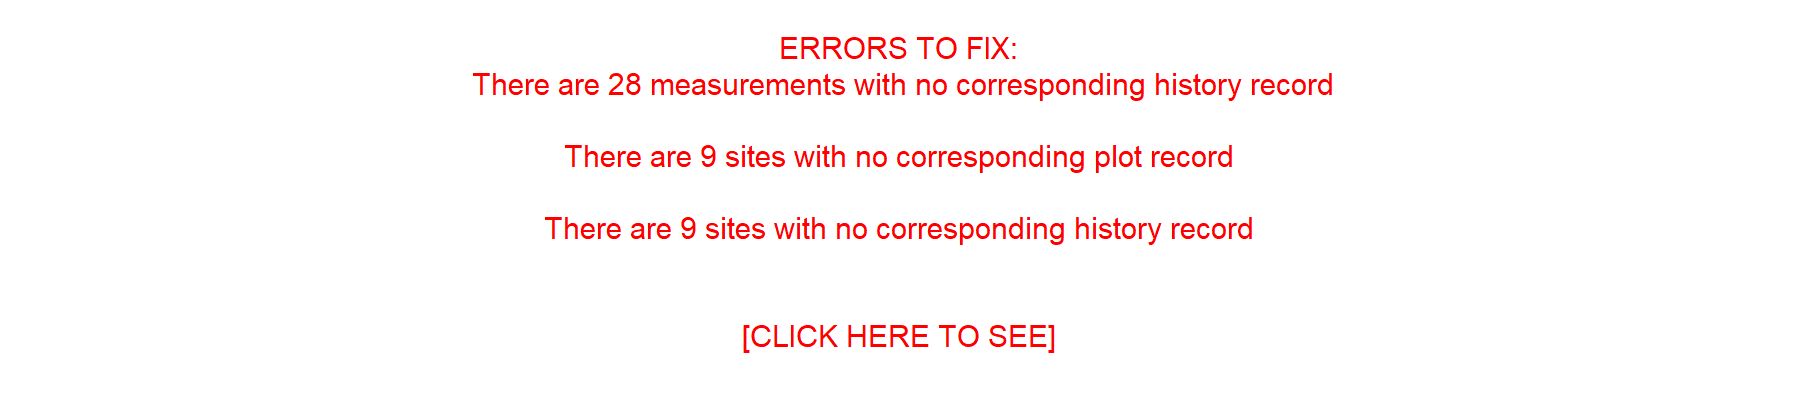 ERRORS TO FIX:
There are 28 measurements with no corresponding history record
There are 9 sites with no corresponding plot record
There are 9 sites with no corresponding history record
[CLICK HERE TO SEE]